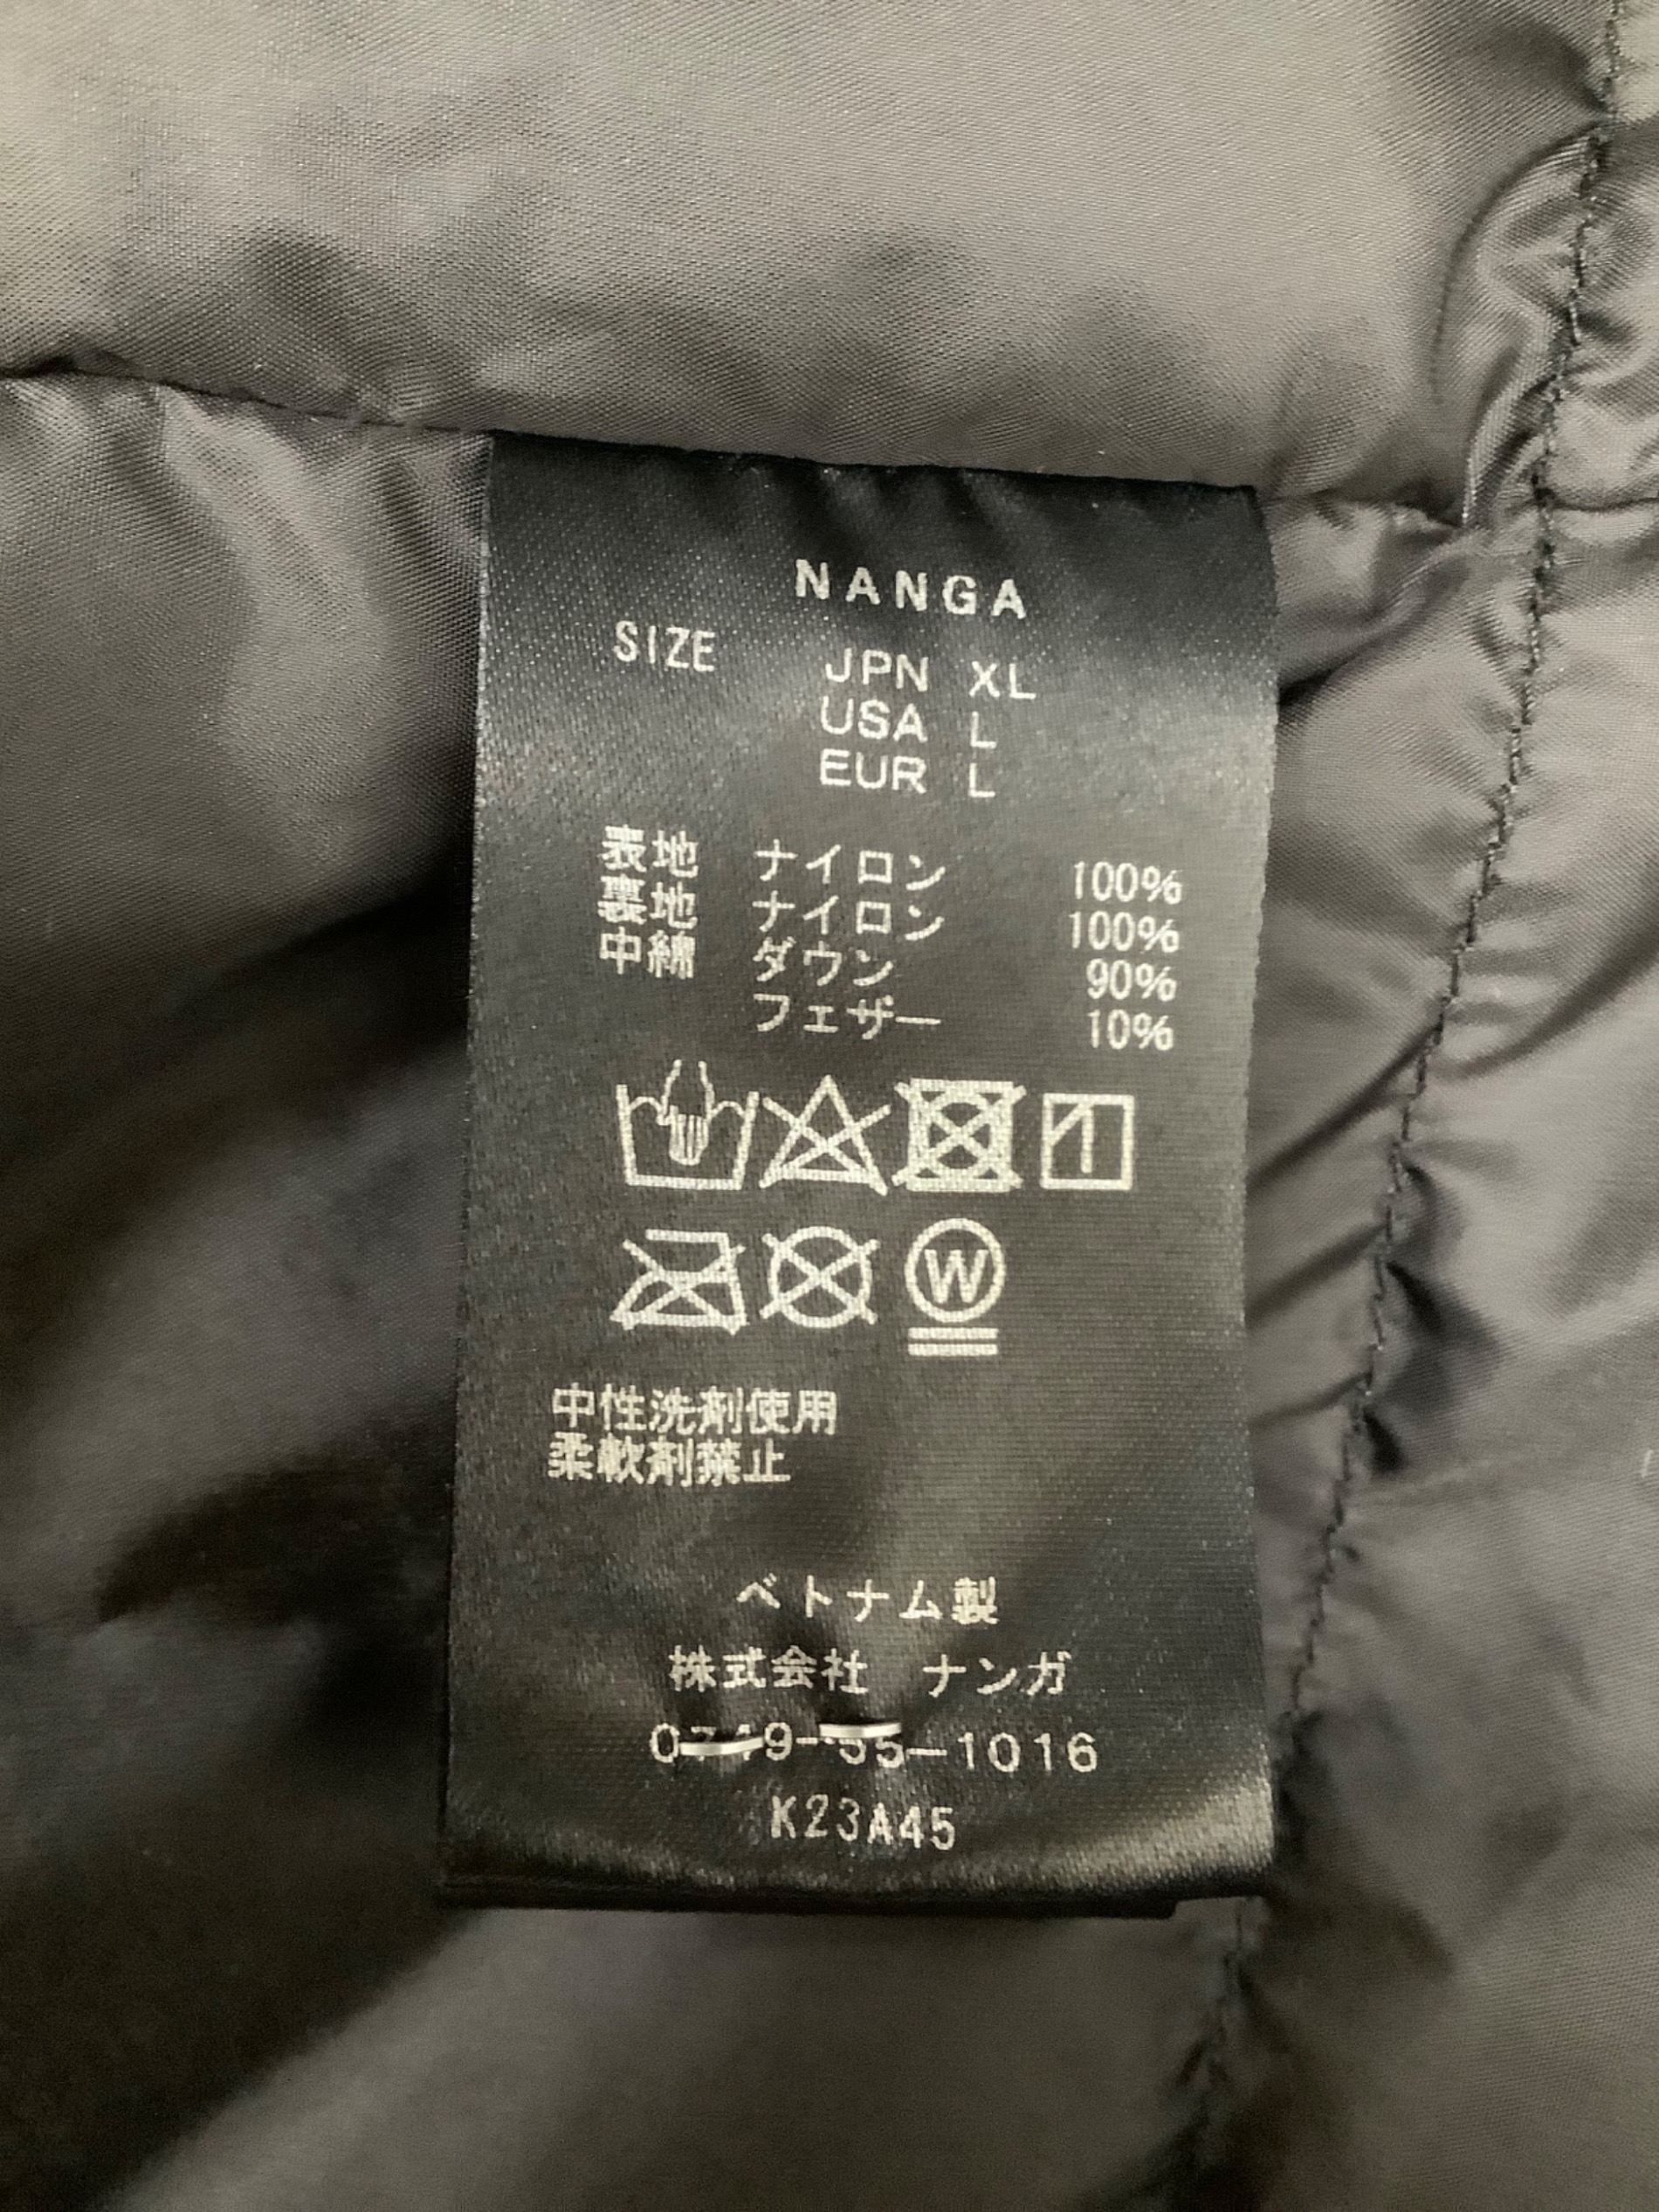 NANGA
SIZE JPN XL
USA L
EUR L
表地 ナイロン 100%
裏地 ナイロン 100%
中綿 ダウン 90%
フェザー 10%
W
中性洗剤使用
柔軟剤禁止
ベトナム製
株式会社 ナンガ
1016
K23A45